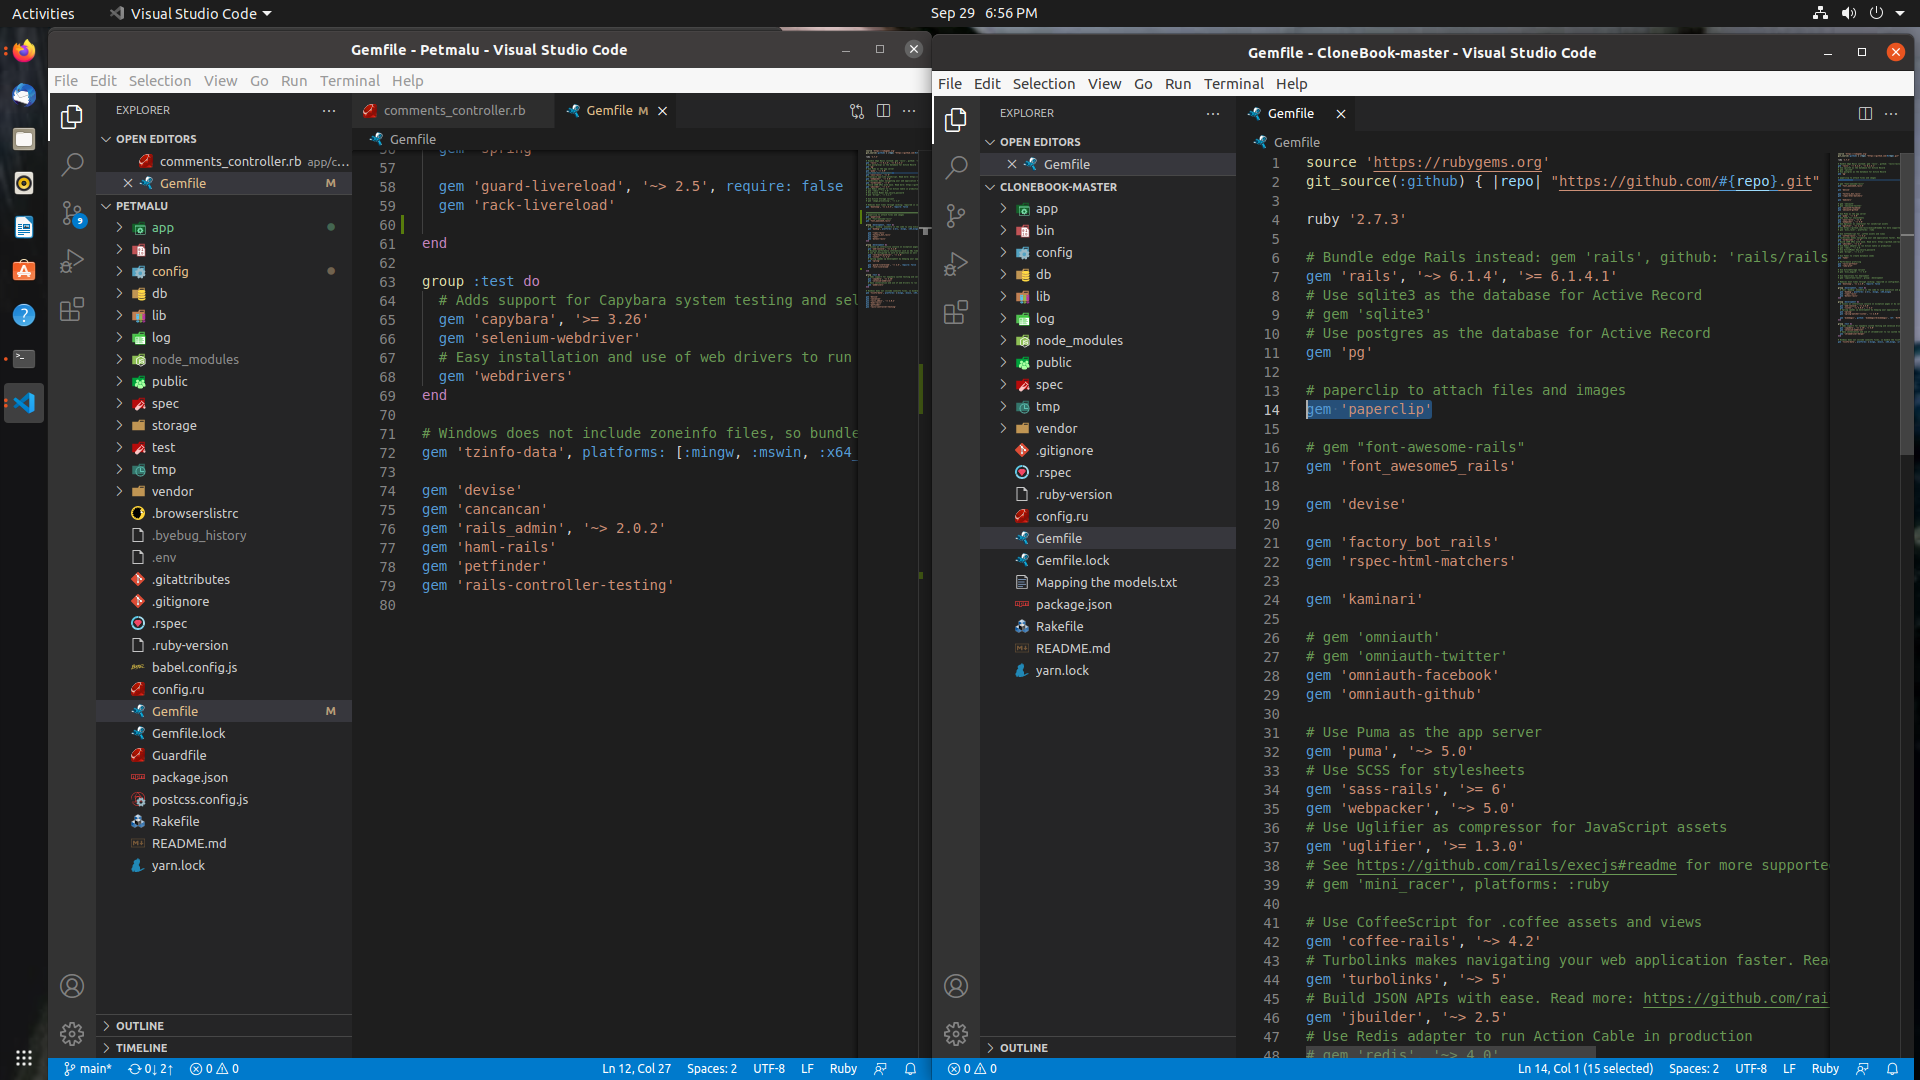 Activities
Visual Studio Code
Sep 29 6:56 PM
Gemfile - Petmalu - Visual Studio Code
File Edit Selection View Go Run Terminal Help
EXPLORER
OPEN EDITORS
comments_controller.rb app/c...
Gemfile M
PETMALU
app
bin
config
db
lib
log
node_modules
public
spec
storage
test
tmp
vendor
.browserslistrc
.byebug_history
.env
.gitattributes
.gitignore
.rspec
.ruby-version
babel.config.js
config.ru
Gemfile M
Gemfile.lock
Guardfile
package.json
postcss.config.js
Rakefile
README.md
yarn.lock
OUTLINE
TIMELINE
9
comments_controller.rb
Gemfile M
Gemfile
56 gem 'spring'
57
58 gem 'guard-livereload', '~> 2.5', require: false
59 gem 'rack-livereload'
60
61 end
62
63 group :test do
64 # Adds support for Capybara system testing and sel
65 gem 'capybara', '>= 3.26'
66 gem 'selenium-webdriver'
67 # Easy installation and use of web drivers to run
68 gem 'webdrivers'
69 end
70
71 # Windows does not include zoneinfo files, so bundle
72 gem 'tzinfo-data', platforms: [:mingw, :mswin, :x64_
73
74 gem 'devise'
75 gem 'cancancan'
76 gem 'rails_admin', '~> 2.0.2'
77 gem 'haml-rails'
78 gem 'petfinder'
79 gem 'rails-controller-testing'
80
main* 0↓ 2↑ 0 0
Ln 12, Col 27 Spaces: 2 UTF-8 LF Ruby
Gemfile - CloneBook-master - Visual Studio Code
File Edit Selection View Go Run Terminal Help
EXPLORER
OPEN EDITORS
Gemfile
CLONEBOOK-MASTER
app
bin
config
db
lib
log
node_modules
public
spec
tmp
vendor
.gitignore
.rspec
.ruby-version
config.ru
Gemfile
Gemfile.lock
Mapping the models.txt
package.json
Rakefile
README.md
yarn.lock
OUTLINE
Gemfile
Gemfile
1 source 'https://rubygems.org'
2 git_source(:github) { |repo| "https://github.com/#{repo}.git"
3
4 ruby '2.7.3'
5
6 # Bundle edge Rails instead: gem 'rails', github: 'rails/rails
7 gem 'rails', '~> 6.1.4', '>= 6.1.4.1'
8 # Use sqlite3 as the database for Active Record
9 # gem 'sqlite3'
10 # Use postgres as the database for Active Record
11 gem 'pg'
12
13 # paperclip to attach files and images
14 gem 'paperclip'
15
16 # gem "font-awesome-rails"
17 gem 'font_awesome5_rails'
18
19 gem 'devise'
20
21 gem 'factory_bot_rails'
22 gem 'rspec-html-matchers'
23
24 gem 'kaminari'
25
26 # gem 'omniauth'
27 # gem 'omniauth-twitter'
28 gem 'omniauth-facebook'
29 gem 'omniauth-github'
30
31 # Use Puma as the app server
32 gem 'puma', '~> 5.0'
33 # Use SCSS for stylesheets
34 gem 'sass-rails', '>= 6'
35 gem 'webpacker', '~> 5.0'
36 # Use Uglifier as compressor for JavaScript assets
37 gem 'uglifier', '>= 1.3.0'
38 # See https://github.com/rails/execjs#readme for more supporte
39 # gem 'mini_racer', platforms: :ruby
40
41 # Use CoffeeScript for .coffee assets and views
42 gem 'coffee-rails', '~> 4.2'
43 # Turbolinks makes navigating your web application faster. Rea
44 gem 'turbolinks', '~> 5'
45 # Build JSON APIs with ease. Read more: https://github.com/rai
46 gem 'jbuilder', '~> 2.5'
47 # Use Redis adapter to run Action Cable in production
48 # gem 'redis', '~> 4.0'
0 0
Ln 14, Col 1 (15 selected) Spaces: 2 UTF-8 LF Ruby